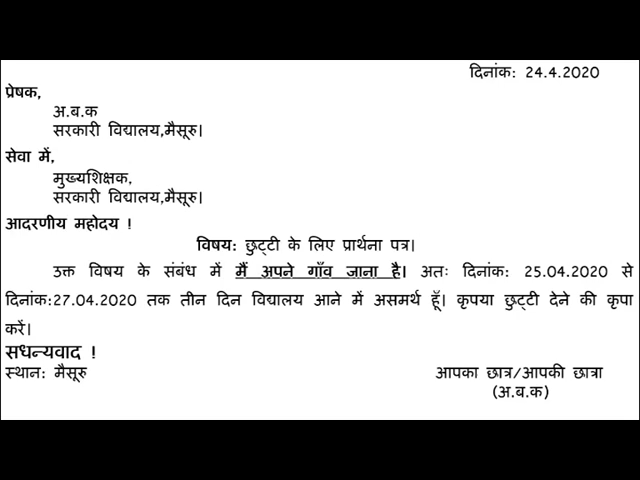 दिनांक: 24.4.2020
प्रेषक,
अ.ब.क
सरकारी विद्यालय,मैसूरु।
सेवा में,
मुख्यशिक्षक,
सरकारी विद्यालय,मैसूरु।
आदरणीय महोदय !
विषय: छुट्टी के लिए प्रार्थना पत्र।
उक्त विषय के संबंध में मैं अपने गाँव जाना है। अतः दिनांक: 25.04.2020 से
दिनांक:27.04.2020 तक तीन दिन विद्यालय आने में असमर्थ हूँ। कृपया छुट्टी देने की कृपा
करें।
सधन्यवाद !
स्थान: मैसूरु आपका छात्र/आपकी छात्रा
(अ.ब.क)